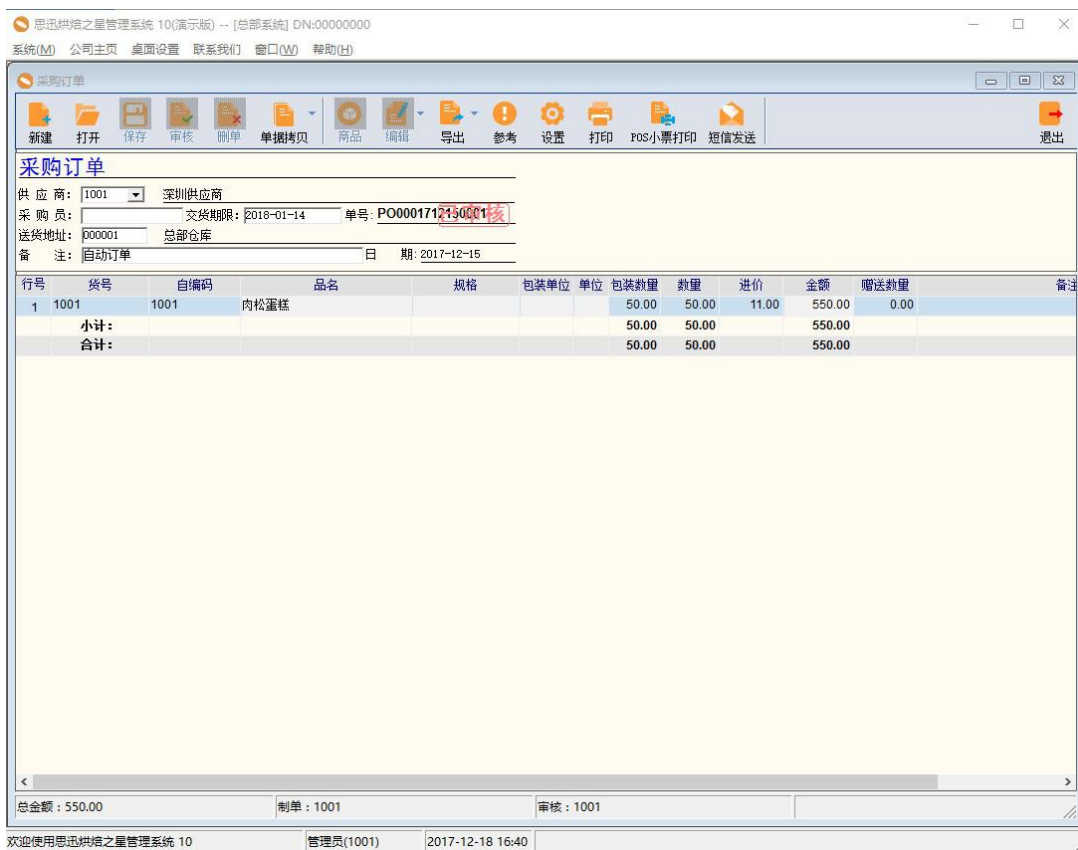 思迅烘焙之星管理系统 10(演示版) -- [总部系统] DN:00000000
系统(M) 公司主页 桌面设置 联系我们 窗口(W) 帮助(H)
采购订单
新建 打开 保存 审核 删单 单据拷贝 商品 编辑 导出 参考 设置 打印 POS小票打印 短信发送 退出
采购订单
供 应 商: 1001 深圳供应商
采 购 员: 交货期限: 2018-01-14 单号: PO0001712150001 已审核
送货地址: 000001 总部仓库
备 注: 自动订单 日 期: 2017-12-15
行号 货号 自编码 品名 规格 包装单位 单位 包装数量 数量 进价 金额 赠送数量 备注
1 1001 1001 肉松蛋糕 50.00 50.00 11.00 550.00 0.00
小计: 50.00 50.00 550.00
合计: 50.00 50.00 550.00
总金额：550.00 制单：1001 审核：1001
欢迎使用思迅烘焙之星管理系统 10 管理员(1001) 2017-12-18 16:40